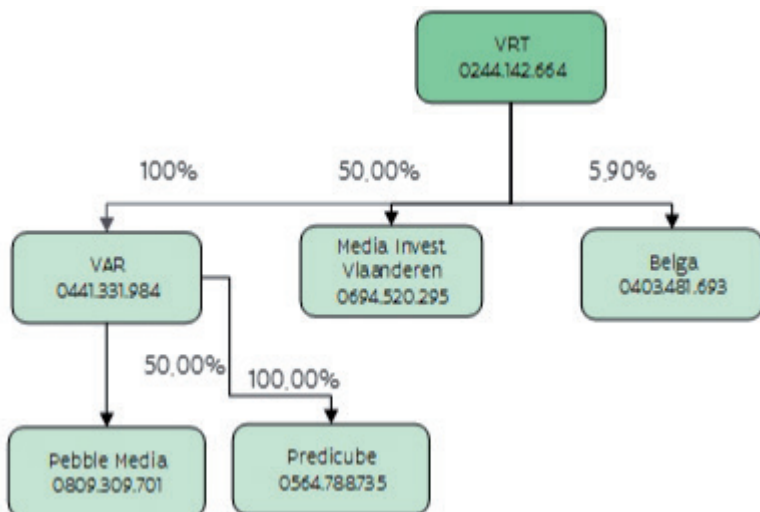 VRT
0244.142.664
100%
50,00%
5,90%
VAR
0441.331.984
Media Invest
Vlaanderen
0694.520.295
Belga
0403.481.693
50,00%
100,00%
Pebble Media
0809.309.701
Predicube
0564.788.735